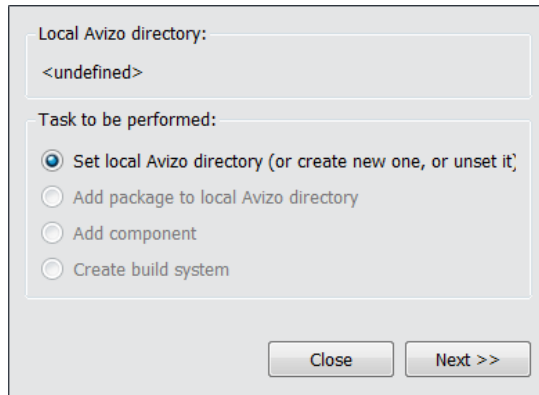 Local Avizo directory:
<undefined>
Task to be performed:
Set local Avizo directory (or create new one, or unset it)
Add package to local Avizo directory
Add component
Create build system
Close
Next >>